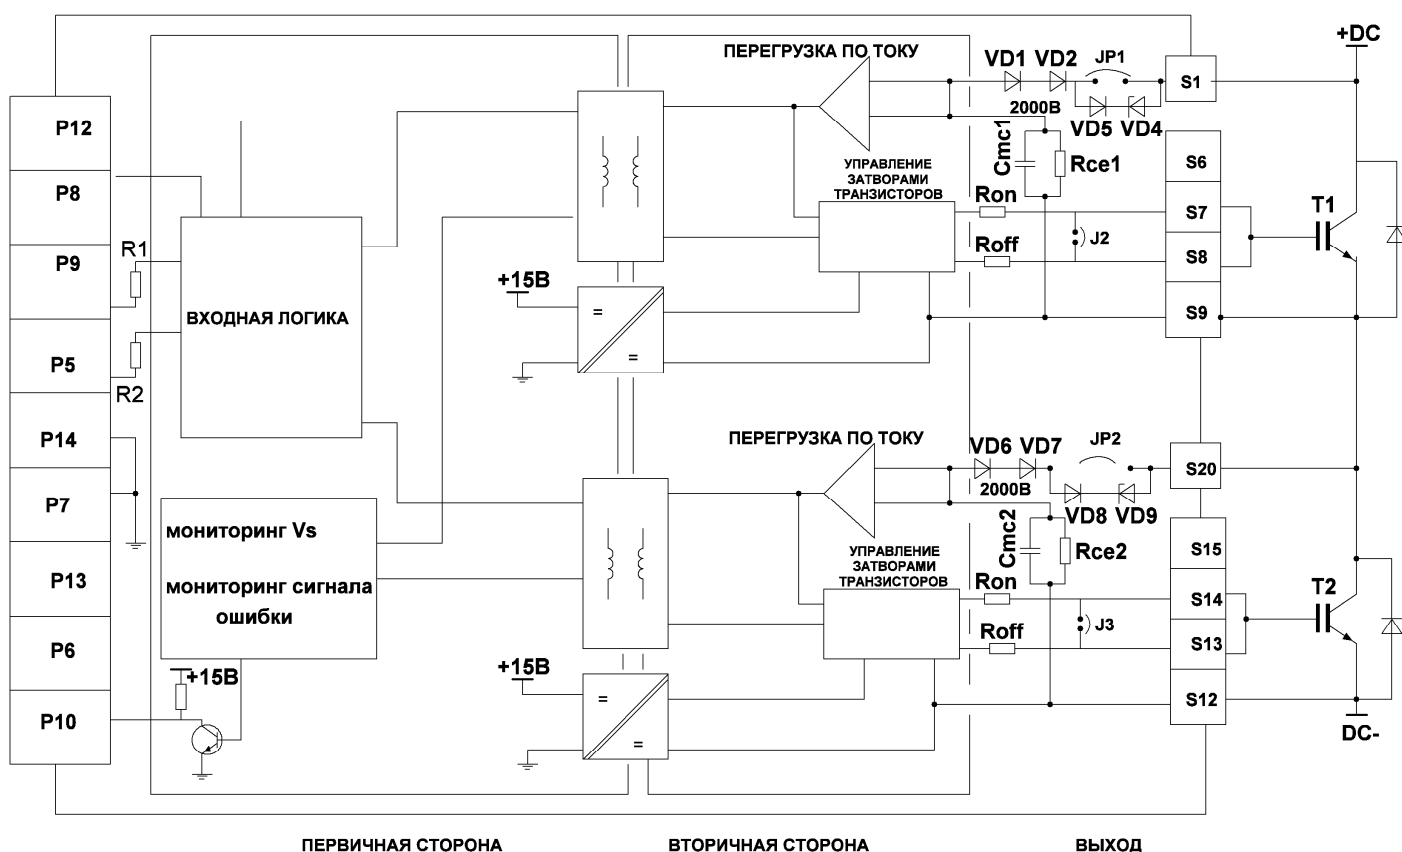 +DC
ПЕРЕГРУЗКА ПО ТОКУ
VD1 VD2 JP1
S1
2000В
VD5 VD4
P12
Cmc1
Rce1
S6
УПРАВЛЕНИЕ
ЗАТВОРАМИ
ТРАНЗИСТОРОВ
P8
Ron
S7
T1
J2
R1
Roff
S8
P9
+15В
=
=
S9
ВХОДНАЯ ЛОГИКА
P5
R2
P14
ПЕРЕГРУЗКА ПО ТОКУ
VD6 VD7 JP2
S20
2000В
VD8 VD9
P7
мониторинг Vs
Cmc2
Rce2
S15
УПРАВЛЕНИЕ
ЗАТВОРАМИ
ТРАНЗИСТОРОВ
P13
мониторинг сигнала
ошибки
Ron
S14
T2
J3
Roff
S13
P6
+15В
+15В
=
=
S12
P10
DC-
ПЕРВИЧНАЯ СТОРОНА
ВТОРИЧНАЯ СТОРОНА
ВЫХОД